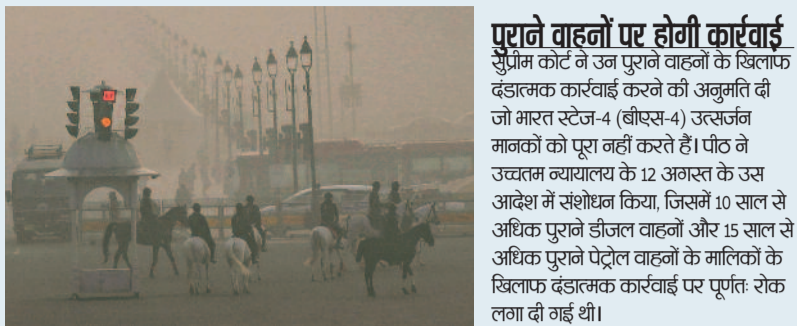 पुराने वाहनों पर होगी कार्रवाई
सुप्रीम कोर्ट ने उन पुराने वाहनों के खिलाफ
दंडात्मक कार्रवाई करने की अनुमति दी
जो भारत स्टेज-4 (बीएस-4) उत्सर्जन
मानकों को पूरा नहीं करते हैं। पीठ ने
उच्चतम न्यायालय के 12 अगस्त के उस
आदेश में संशोधन किया, जिसमें 10 साल से
अधिक पुराने डीजल वाहनों और 15 साल से
अधिक पुराने पेट्रोल वाहनों के मालिकों के
खिलाफ दंडात्मक कार्रवाई पर पूर्णतः रोक
लगा दी गई थी।